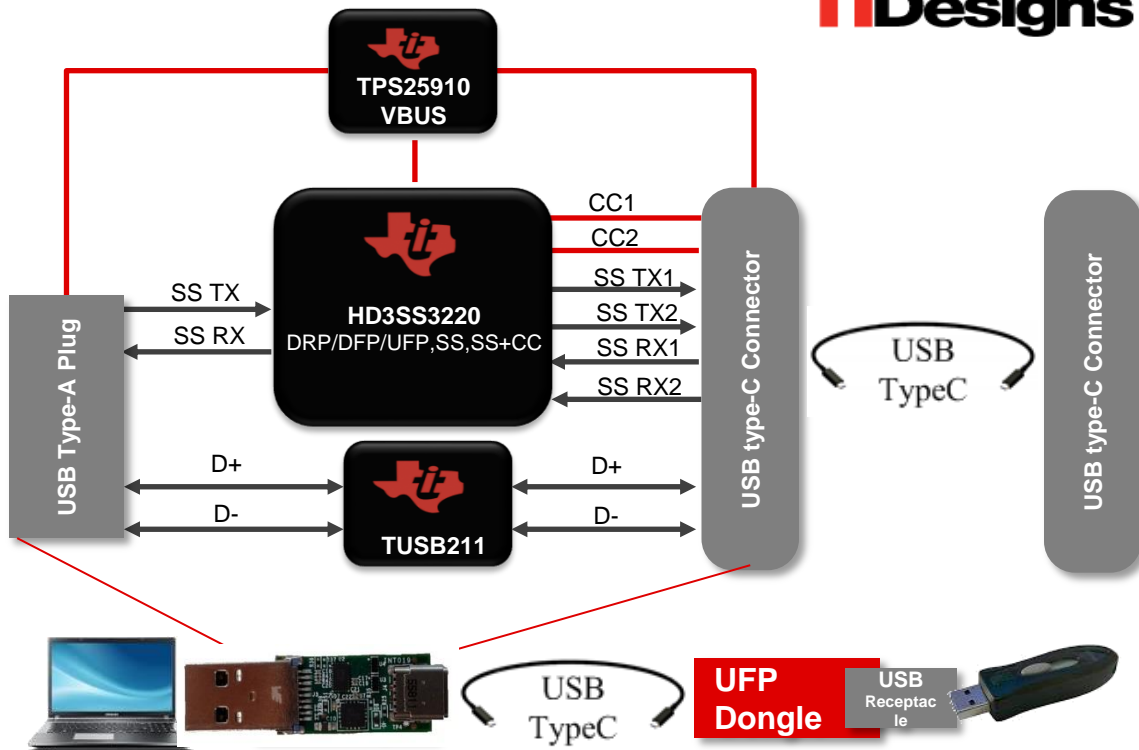 TIDesigns
TPS25910
VBUS
CC1
CC2
SS TX1
SS TX2
SS RX1
SS RX2
SS TX
SS RX
HD3SS3220
DRP/DFP/UFP,SS,SS+CC
USB Type-A Plug
USB type-C Connector
USB
TypeC
USB type-C Connector
D+
D-
D+
D-
TUSB211
USB
TypeC
UFP
Dongle
USB
Receptac
le